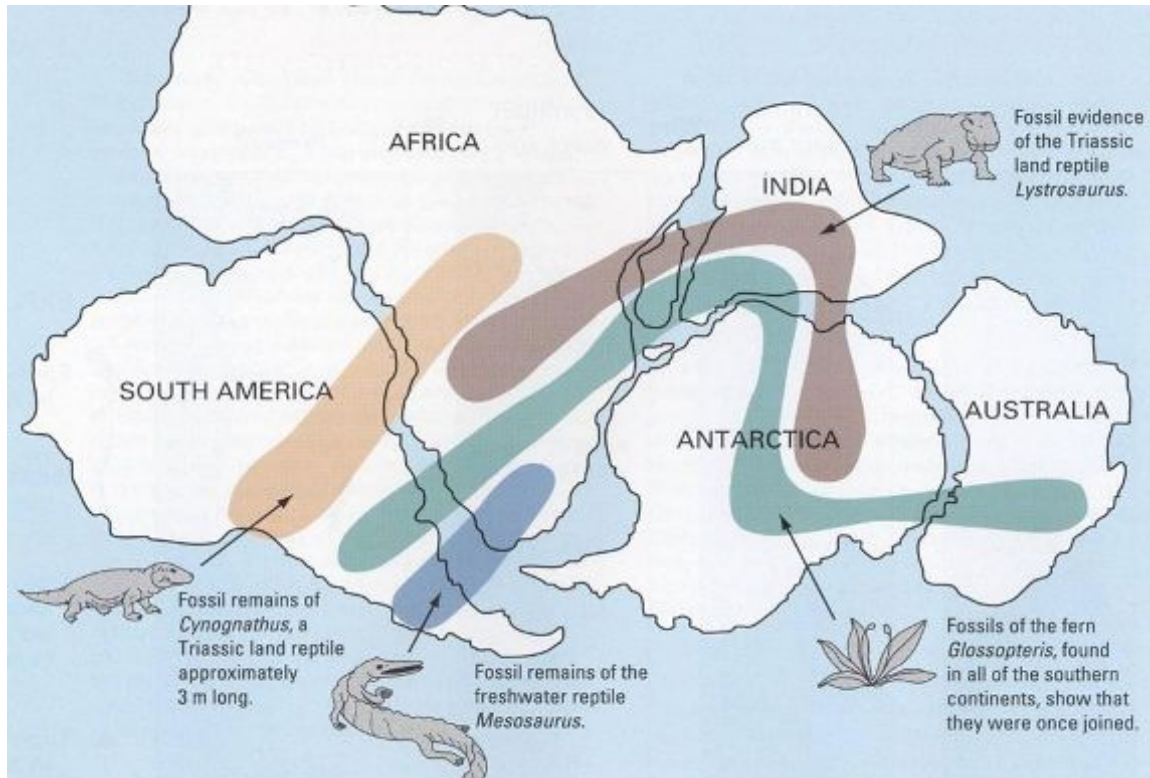 AFRICA
INDIA
Fossil evidence
of the Triassic
land reptile
Lystrosaurus.
SOUTH AMERICA
ANTARCTICA
AUSTRALIA
Fossil remains of
Cynognathus, a
Triassic land reptile
approximately
3 m long.
Fossil remains of the
freshwater reptile
Mesosaurus.
Fossils of the fern
Glossopteris, found
in all of the southern
continents, show that
they were once joined.